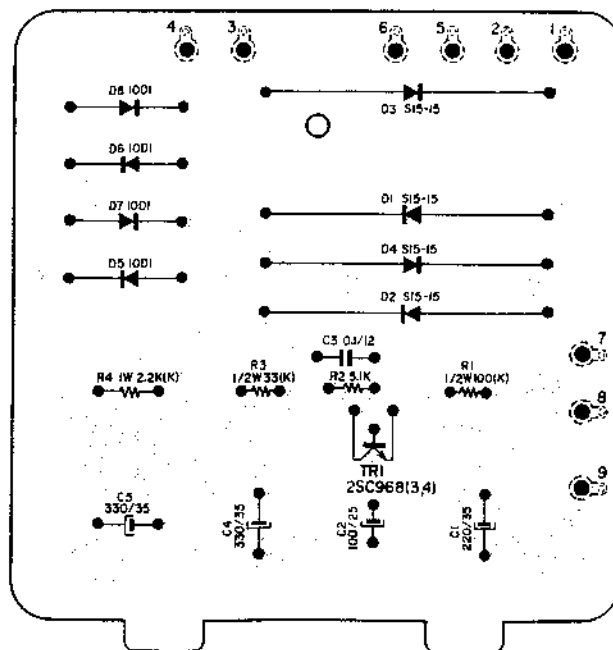 4 3 6 5 2 1
D8 10D1
D3 S15-15
D6 10D1
D7 10D1
D1 S15-15
D4 S15-15
D5 10D1
D2 S15-15
C3 0.1/12
7
R4 1W 2.2K(K)
R3
1/2W33(K)
R2 5.1K
R1
1/2W100(K)
8
TR1
2SC968(3,4)
9
C5
330/35
C4
330/35
C2
100/25
C1
220/35